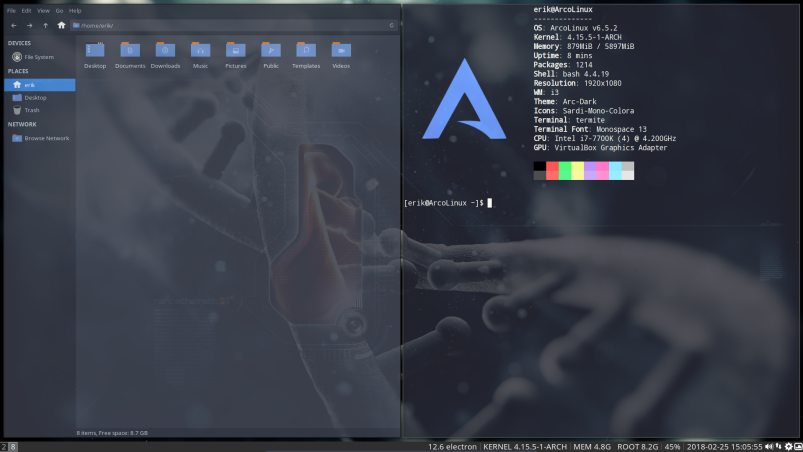 File Edit View Go Help
/home/erik/
DEVICES
File System
PLACES
erik
Desktop
Trash
NETWORK
Browse Network
Desktop Documents Downloads Music Pictures Public Templates Videos
8 items, Free space: 8.7 GB
erik@ArcoLinux
--------------
OS: ArcoLinux v6.5.2
Kernel: 4.15.5-1-ARCH
Memory: 879MiB / 5897MiB
Uptime: 8 mins
Packages: 1214
Shell: bash 4.4.19
Resolution: 1920x1080
WM: i3
Theme: Arc-Dark
Icons: Sardi-Mono-Colora
Terminal: termite
Terminal Font: Monospace 13
CPU: Intel i7-7700K (4) @ 4.200GHz
GPU: VirtualBox Graphics Adapter
[erik@ArcoLinux ~]$
2 8 12.6 electron KERNEL 4.15.5-1-ARCH MEM 4.8G ROOT 8.2G 45% 2018-02-25 15:05:55